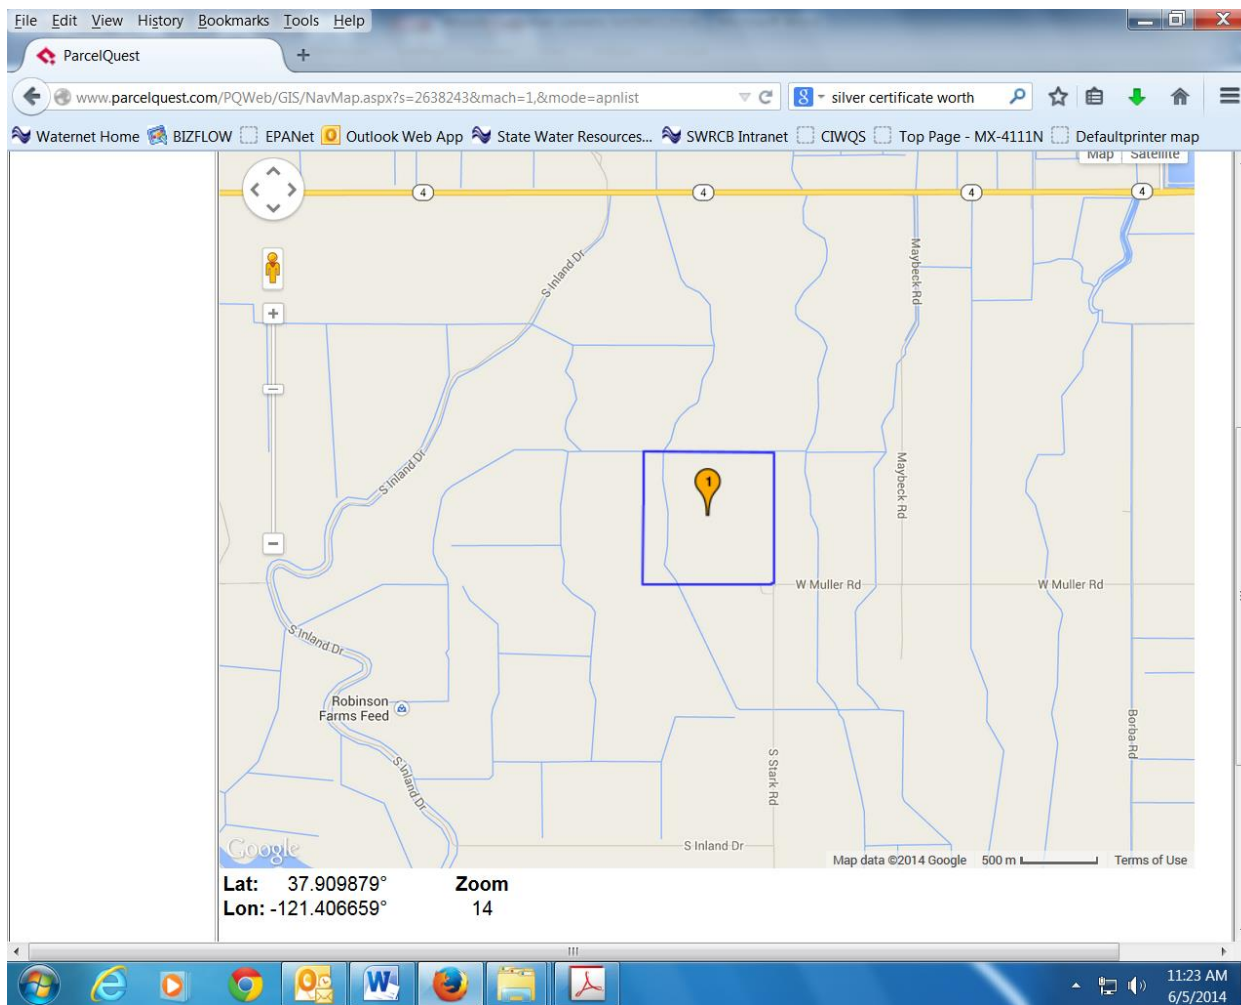 File Edit View History Bookmarks Tools Help
ParcelQuest
www.parcelquest.com/PQWeb/GIS/NavMap.aspx?s=2638243&mach=1,&mode=apnlist
8
silver certificate worth
Waternet Home BIZFLOW EPANet Outlook Web App State Water Resources... SWRCB Intranet CIWQS Top Page - MX-4111N Defaultprinter map
Map Satellite
4 4 4 4
S Inland Dr
Maybeck Rd
S Inland Dr
Maybeck Rd
1
W Muller Rd W Muller Rd
S Inland Dr
Robinson
Farms Feed
Borba Rd
S Stark Rd
S Inland Dr
S Inland Dr
Google
Map data ©2014 Google 500 m Terms of Use
Lat: 37.909879° Zoom
Lon: -121.406659° 14
11:23 AM
6/5/2014